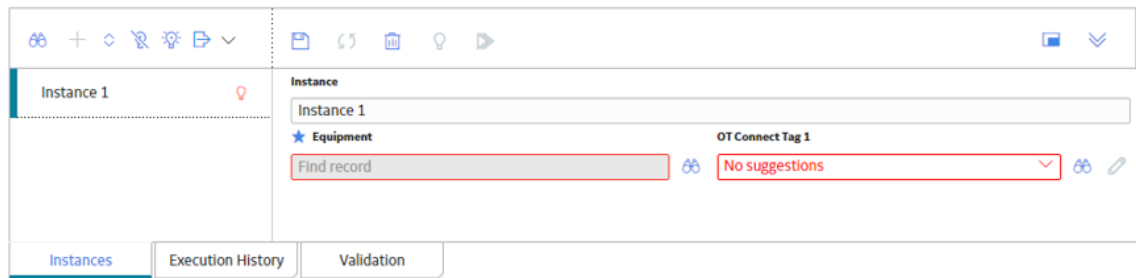 Instance 1
Instance
Instance 1
Equipment
OT Connect Tag 1
Find record
No suggestions
Instances
Execution History
Validation